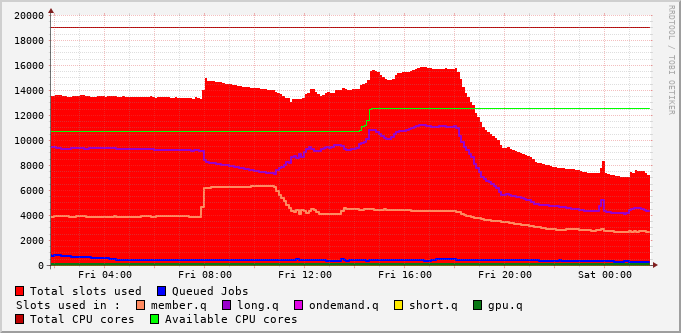 RRDTOOL / TOBI OETIKER
20000
18000
16000
14000
12000
10000
8000
6000
4000
2000
0
Fri 04:00 Fri 08:00 Fri 12:00 Fri 16:00 Fri 20:00 Sat 00:00
Total slots used Queued Jobs
Slots used in : member.q long.q ondemand.q short.q gpu.q
Total CPU cores Available CPU cores